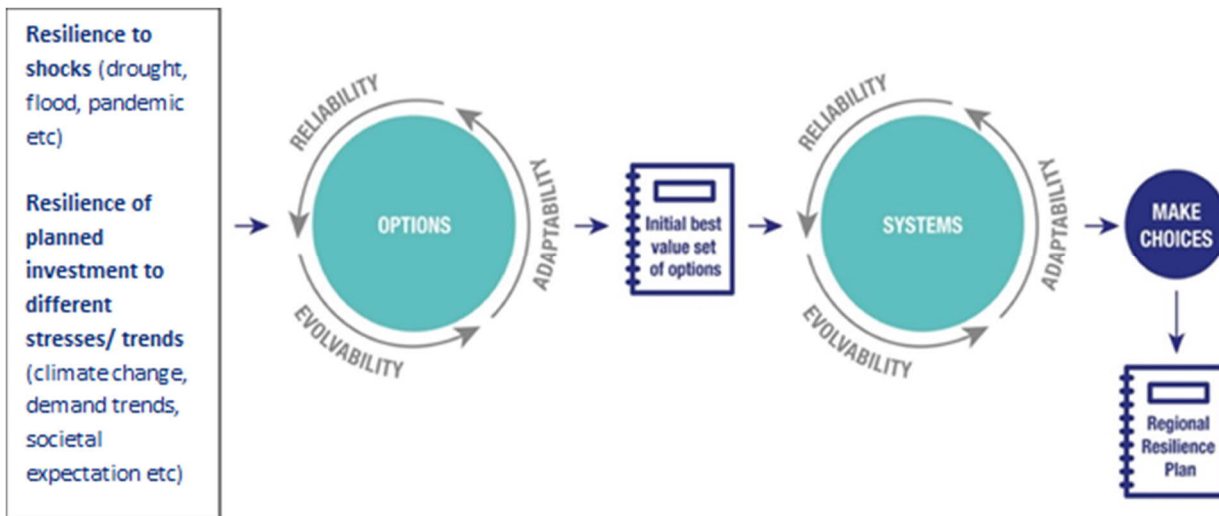 Resilience to
shocks (drought,
flood, pandemic
etc)
Resilience of
planned
investment to
different
stresses/ trends
(climate change,
demand trends,
societal
expectation etc)
RELIABILITY
ADAPTABILITY
EVOLVABILITY
OPTIONS
Initial best
value set
of options
RELIABILITY
ADAPTABILITY
EVOLVABILITY
SYSTEMS
MAKE
CHOICES
Regional
Resilience
Plan